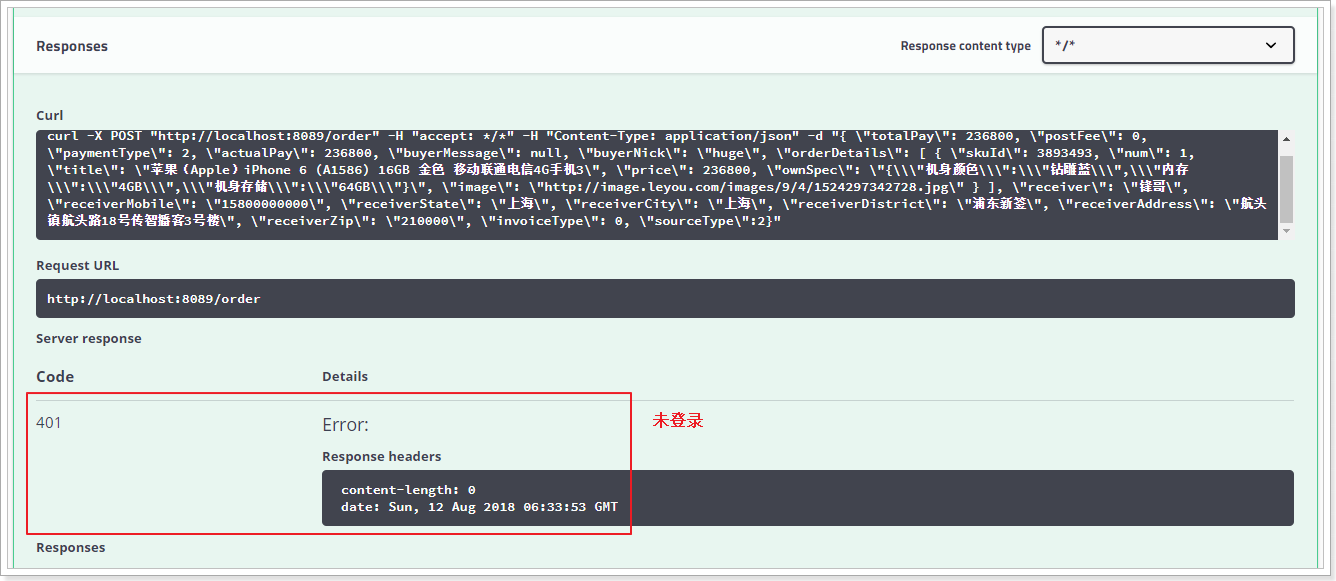 Responses
Response content type
*/*
Curl
curl -X POST "http://localhost:8089/order" -H "accept: */*" -H "Content-Type: application/json" -d "{ \"totalPay\": 236800, \"postFee\": 0,
\"paymentType\": 2, \"actualPay\": 236800, \"buyerMessage\": null, \"buyerNick\": \"huge\", \"orderDetails\": [ { \"skuId\": 3893493, \"num\": 1,
\"title\": \"苹果（Apple）iPhone 6 (A1586) 16GB 金色 移动联通电信4G手机3\", \"price\": 236800, \"ownSpec\": \"{\\\"机身颜色\\\":\\\"钻雕蓝\\\",\\\"内存
\\\":\\\"4GB\\\",\\\"机身存储\\\":\\\"64GB\\\"}\", \"image\": \"http://image.leyou.com/images/9/4/1524297342728.jpg\" } ], \"receiver\": \"锋哥\",
\"receiverMobile\": \"15800000000\", \"receiverState\": \"上海\", \"receiverCity\": \"上海\", \"receiverDistrict\": \"浦东新签\", \"receiverAddress\": \"航头
镇航头路18号传智播客3号楼\", \"receiverZip\": \"210000\", \"invoiceType\": 0, \"sourceType\":2}"
Request URL
http://localhost:8089/order
Server response
Code
Details
401
Error:
未登录
Response headers
content-length: 0
date: Sun, 12 Aug 2018 06:33:53 GMT
Responses